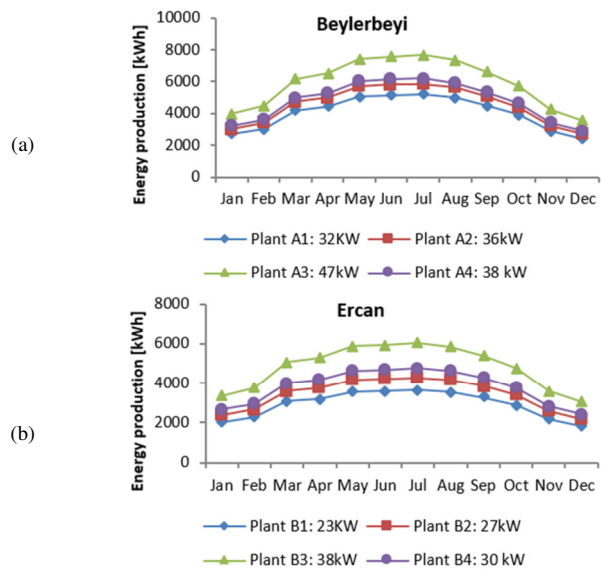 (a)
Beylerbeyi
Energy production [kWh]
10000
8000
6000
4000
2000
0
Jan Feb Mar Apr May Jun Jul Aug Sep Oct Nov Dec
Plant A1: 32KW Plant A2: 36kW
Plant A3: 47kW Plant A4: 38 kW
(b)
Ercan
Energy production [kWh]
8000
6000
4000
2000
0
Jan Feb Mar Apr May Jun Jul Aug Sep Oct Nov Dec
Plant B1: 23KW Plant B2: 27kW
Plant B3: 38kW Plant B4: 30 kW